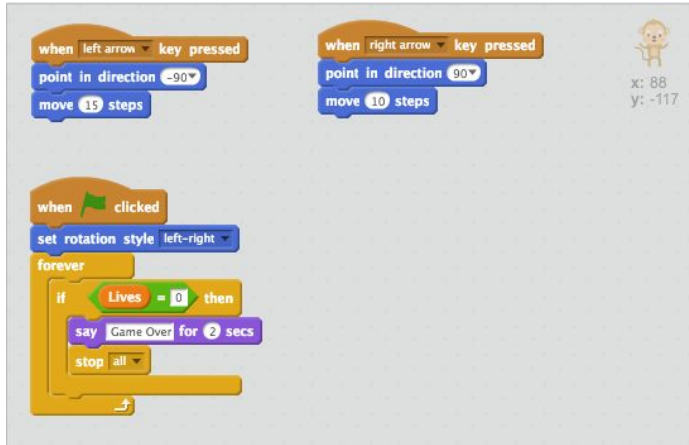 when left arrow key pressed
point in direction -90
move 15 steps
when right arrow key pressed
point in direction 90
move 10 steps
x: 88
y: -117
when clicked
set rotation style left-right
forever
if Lives = 0 then
say Game Over for 2 secs
stop all